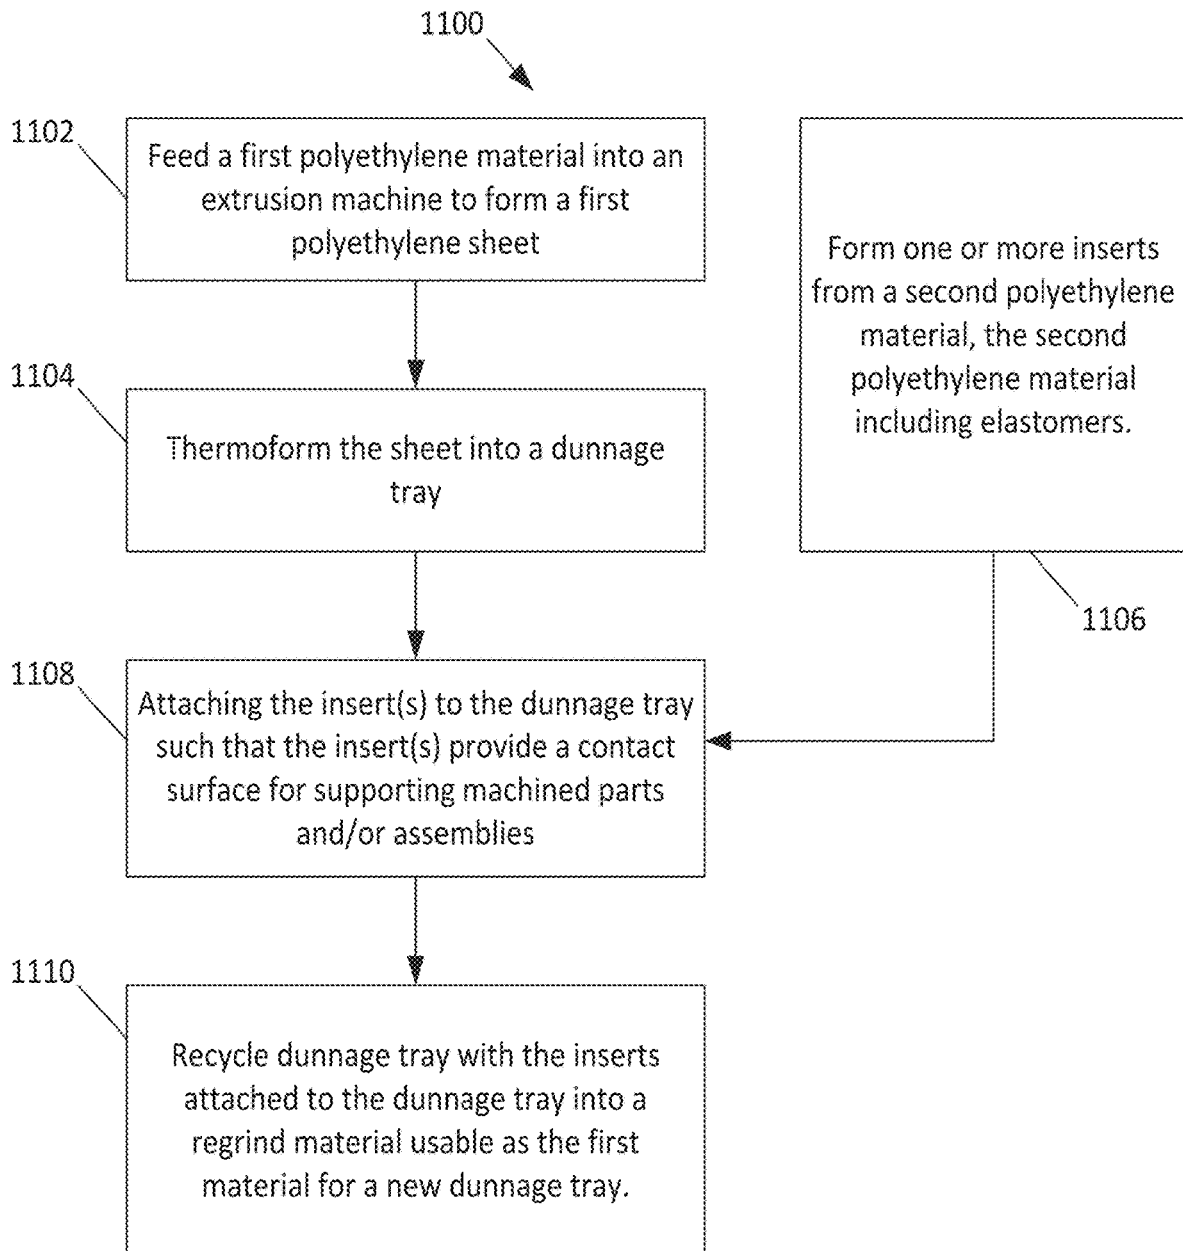 1100
1102
Feed a first polyethylene material into an
extrusion machine to form a first
polyethylene sheet
1104
Thermoform the sheet into a dunnage
tray
Form one or more inserts
from a second polyethylene
material, the second
polyethylene material
including elastomers.
1106
1108
Attaching the insert(s) to the dunnage tray
such that the insert(s) provide a contact
surface for supporting machined parts
and/or assemblies
1110
Recycle dunnage tray with the inserts
attached to the dunnage tray into a
regrind material usable as the first
material for a new dunnage tray.